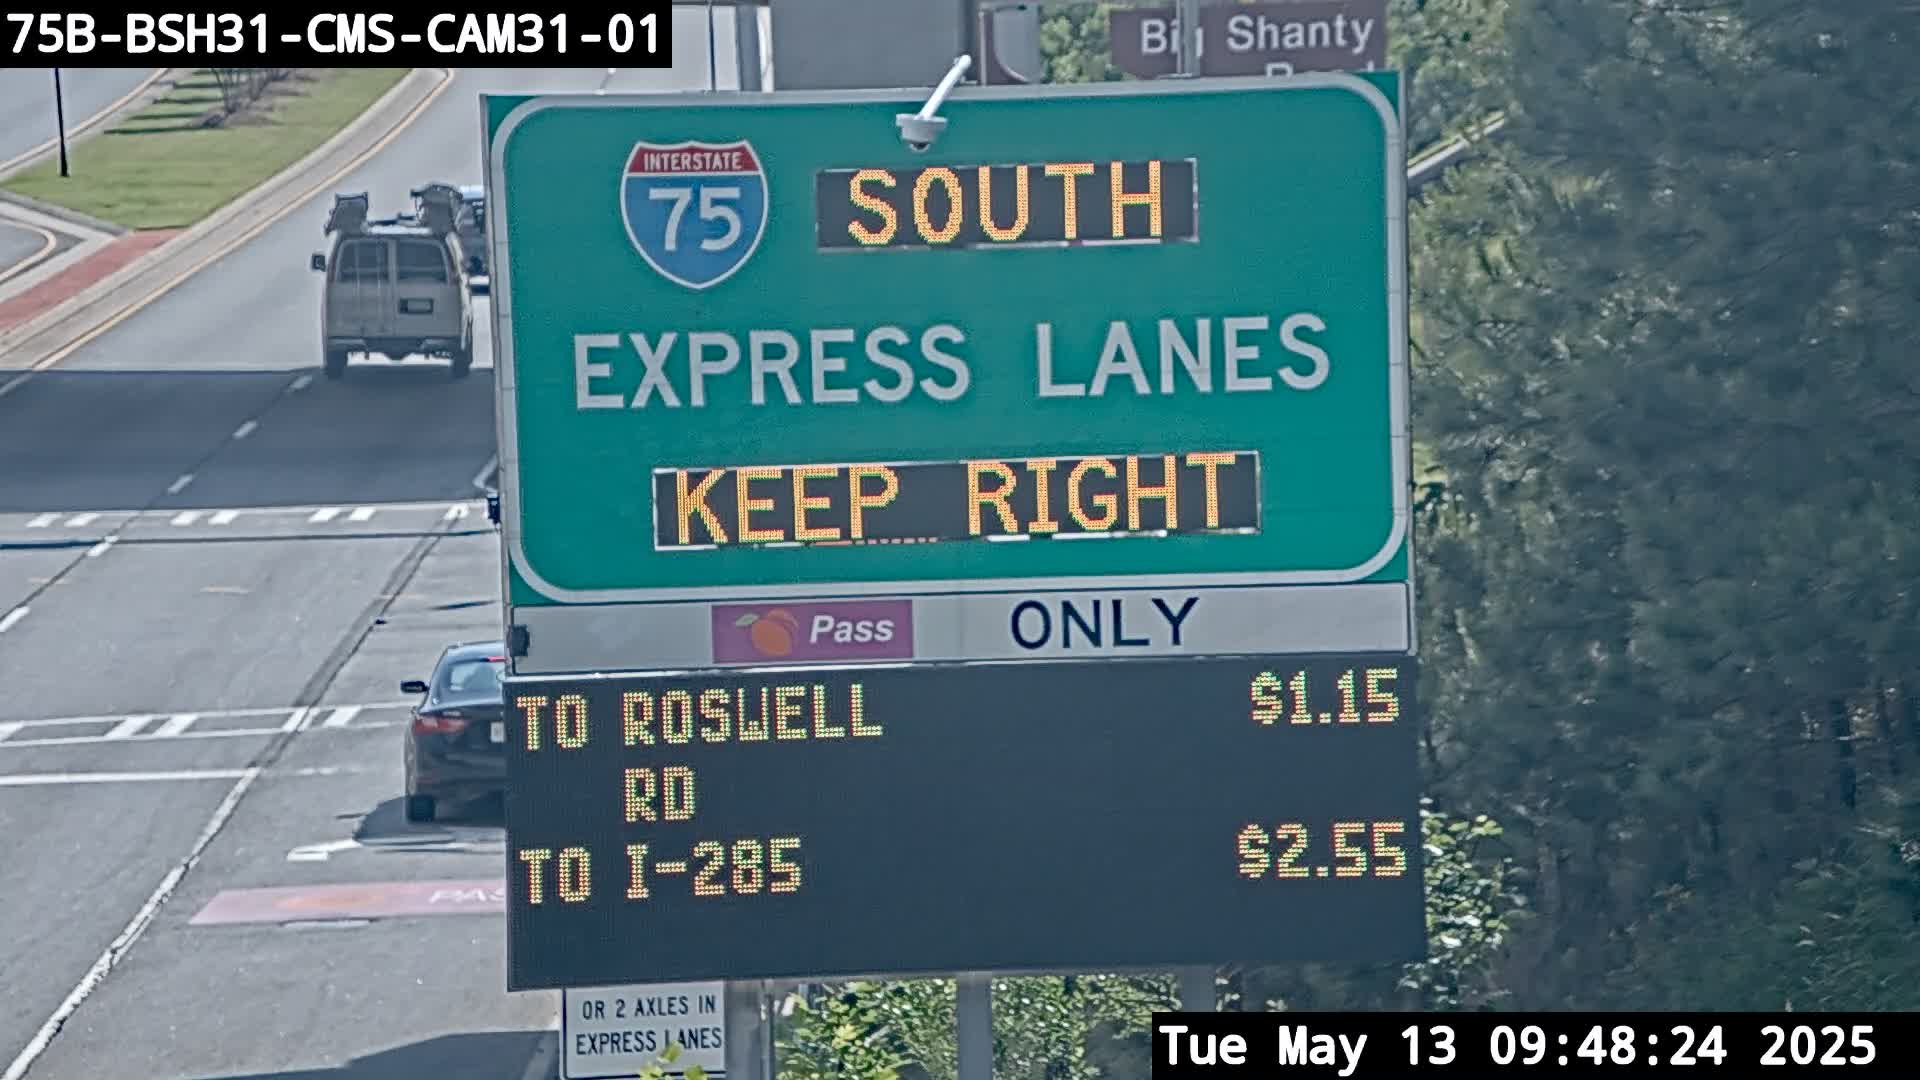 75B-BSH31-CMS-CAM31-01
Big Shanty
INTERSTATE
75
SOUTH
EXPRESS LANES
KEEP RIGHT
Pass ONLY
TO ROSWELL $1.15
RD
TO I-285 $2.55
OR 2 AXLES IN
EXPRESS LANES
Tue May 13 09:48:24 2025